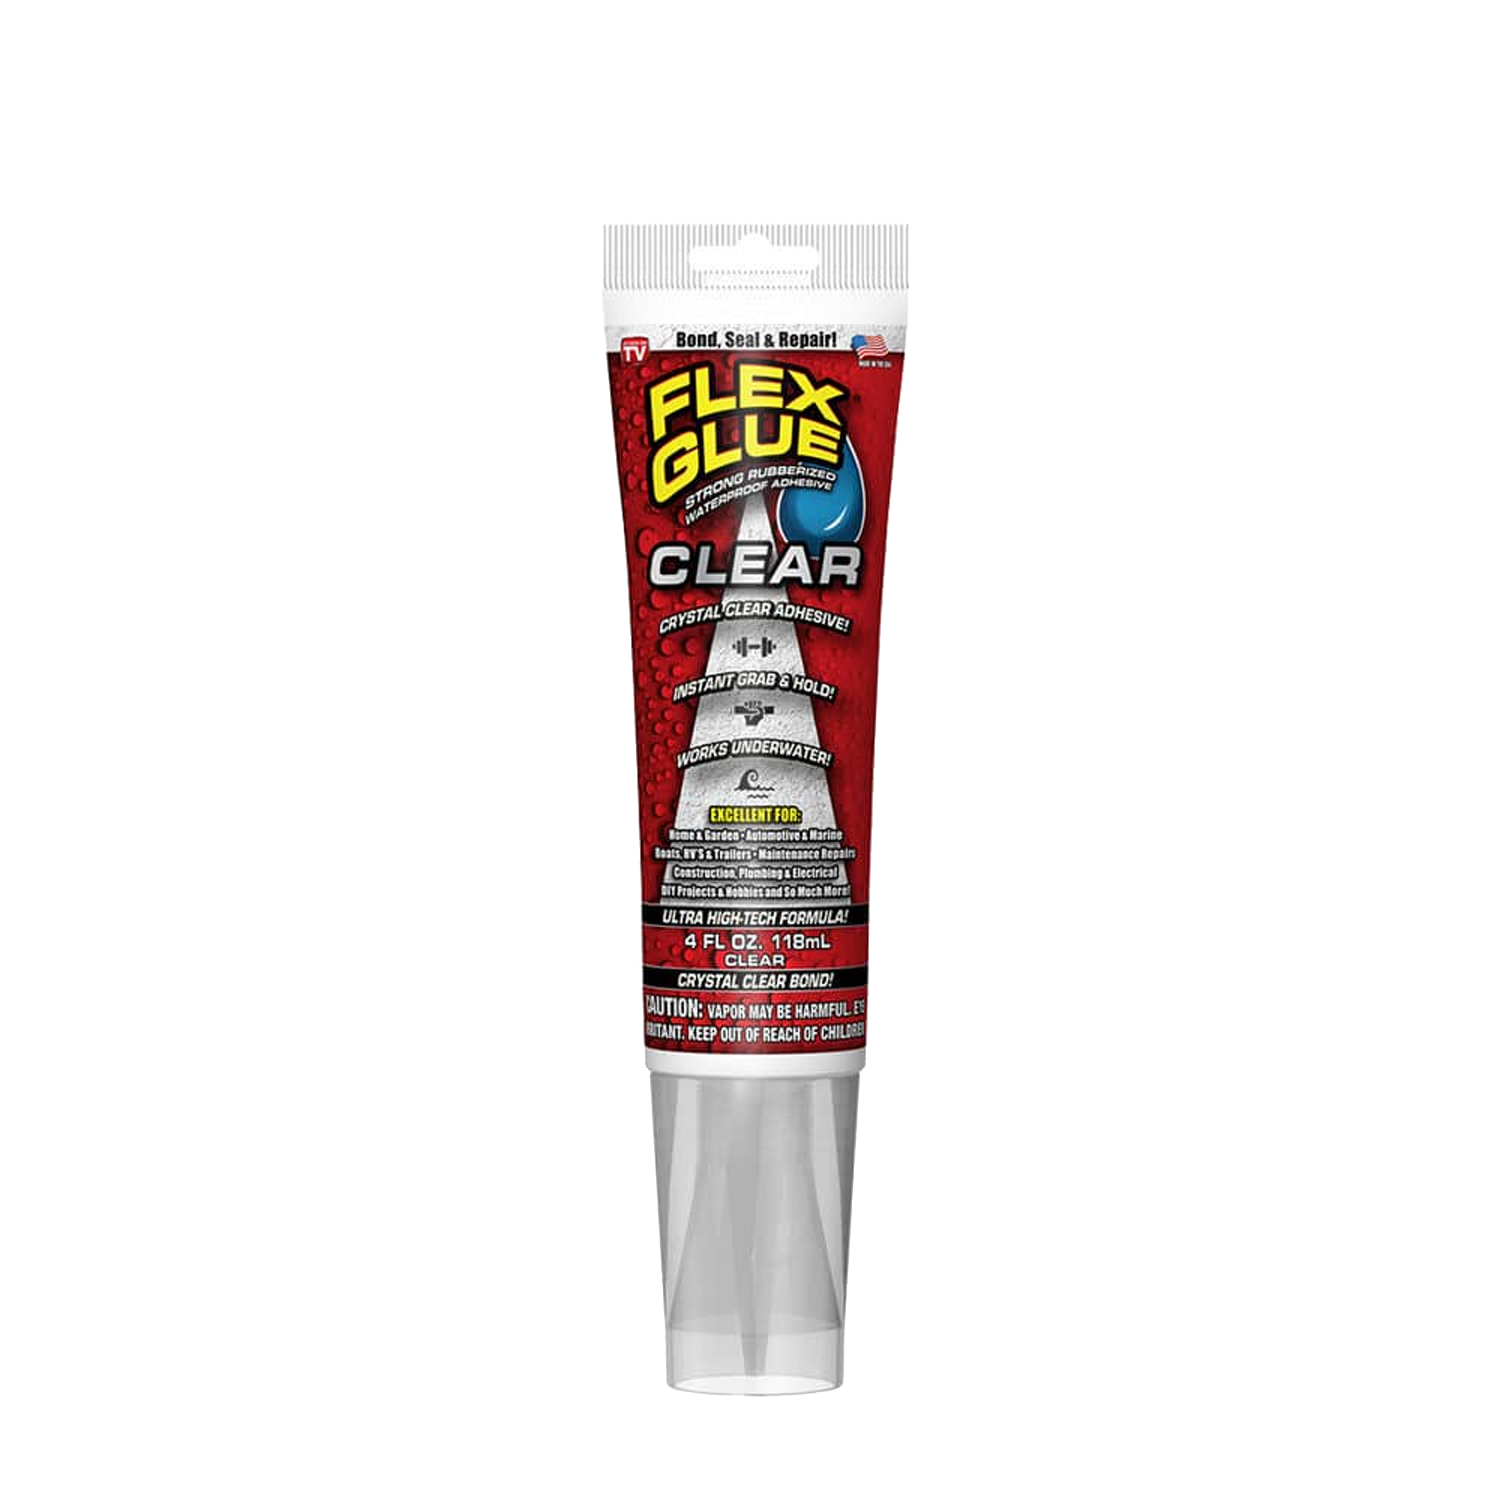 Bond, Seal & Repair!
TV
FLEX
GLUE
STRONG RUBBERIZED
WATERPROOF ADHESIVE
CLEAR
CRYSTAL CLEAR ADHESIVE!
INSTANT GRAB & HOLD!
WORKS UNDERWATER!
EXCELLENT FOR:
Home & Garden • Automotive & Marine
Boats, RV'S & Trailers • Maintenance Repairs
Construction, Plumbing & Electrical
DIY Projects & Hobbies and So Much More!
ULTRA HIGH-TECH FORMULA!
4 FL OZ. 118mL
CLEAR
CRYSTAL CLEAR BOND!
CAUTION: VAPOR MAY BE HARMFUL. EYE
IRRITANT. KEEP OUT OF REACH OF CHILDREN